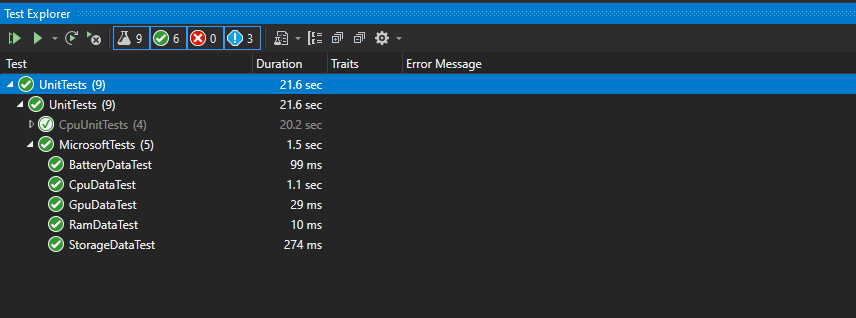 Test Explorer
9 6 0 3
Test Duration Traits Error Message
UnitTests (9) 21.6 sec
UnitTests (9) 21.6 sec
CpuUnitTests (4) 20.2 sec
MicrosoftTests (5) 1.5 sec
BatteryDataTest 99 ms
CpuDataTest 1.1 sec
GpuDataTest 29 ms
RamDataTest 10 ms
StorageDataTest 274 ms